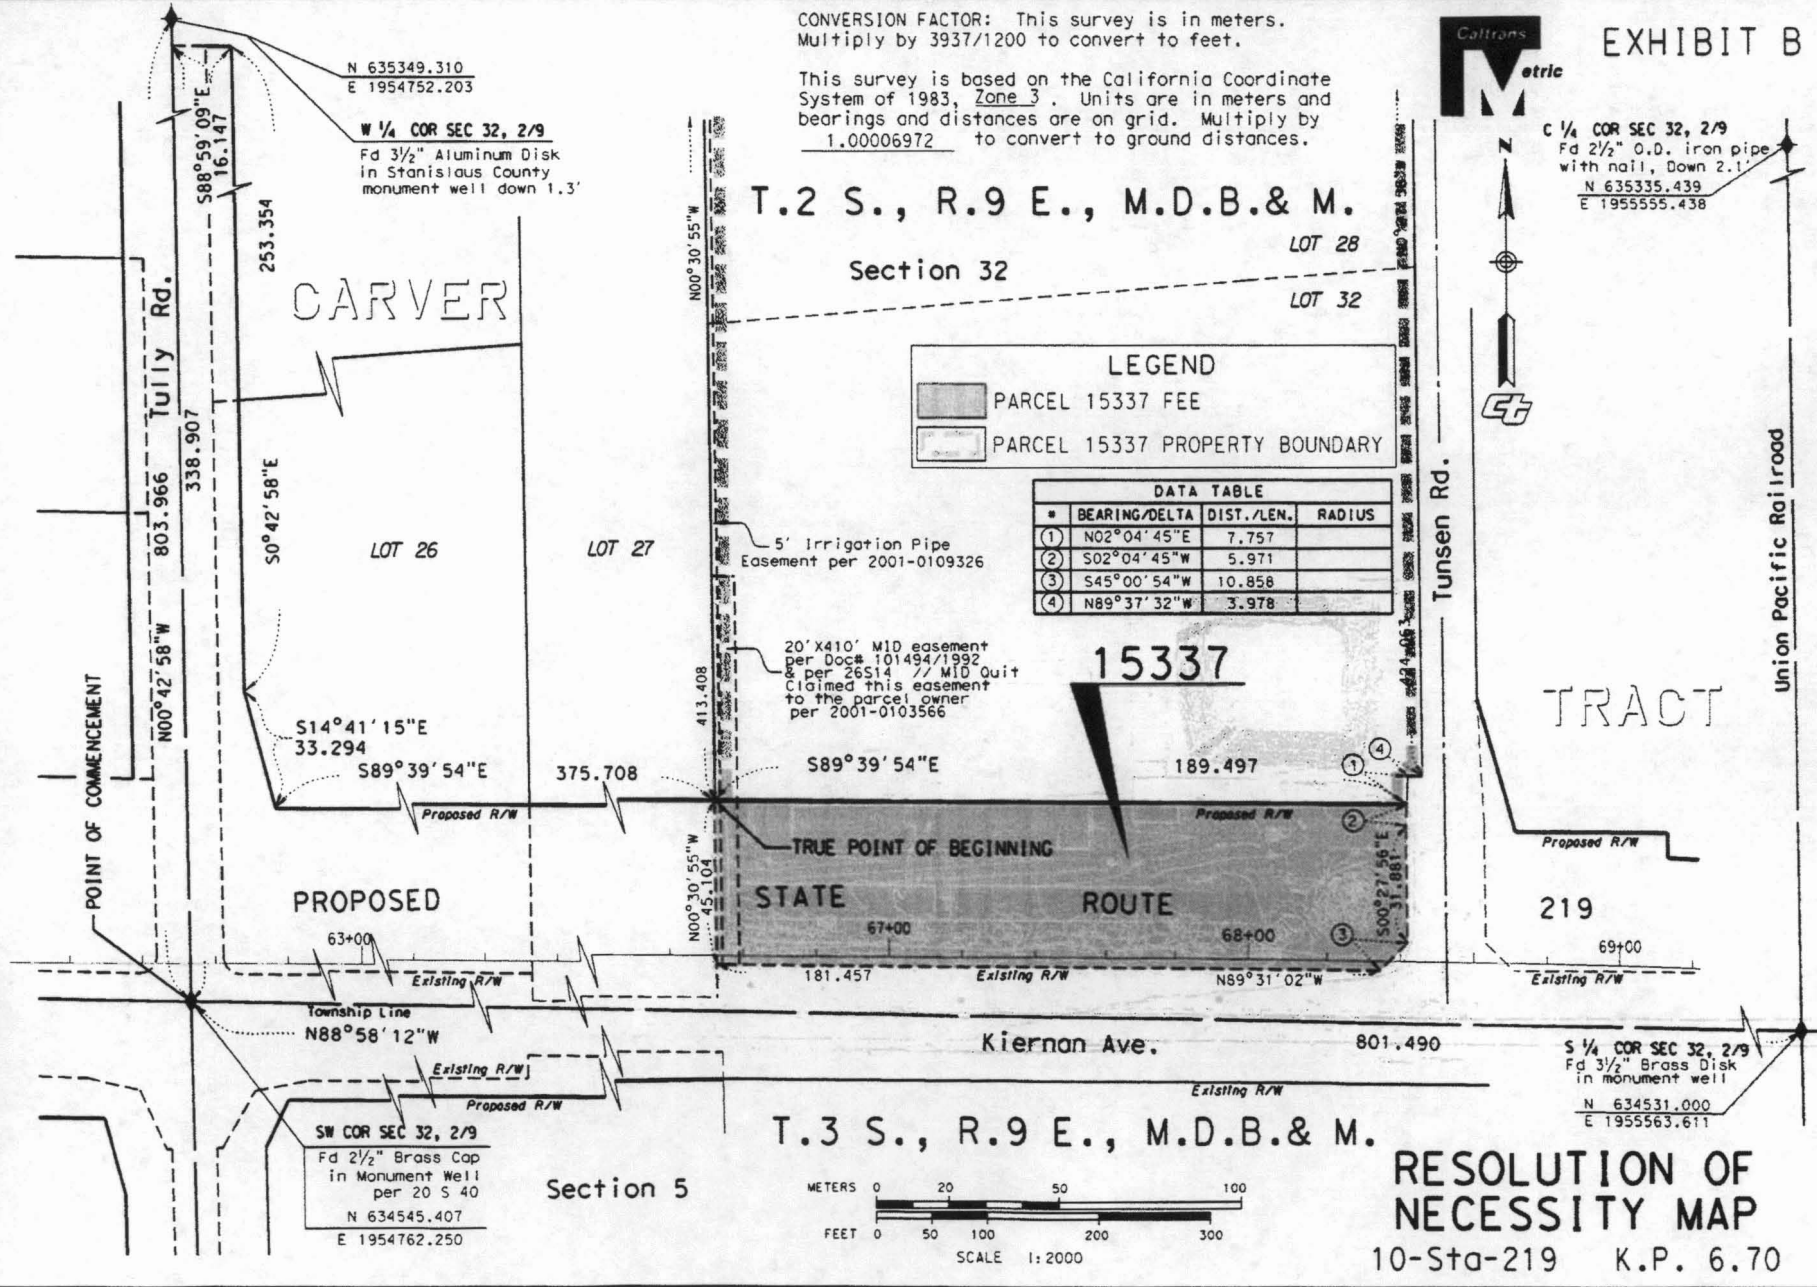 CONVERSION FACTOR: This survey is in meters.
Multiply by 3937/1200 to convert to feet.
This survey is based on the California Coordinate
System of 1983, Zone 3 . Units are in meters and
bearings and distances are on grid. Multiply by
1.00006972 to convert to ground distances.
Caltrans
Metric
EXHIBIT B
N 635349.310
E 1954752.203
W 1/4 COR SEC 32, 2/9
Fd 3½" Aluminum Disk
in Stanislaus County
monument well down 1.3'
C 1/4 COR SEC 32, 2/9
Fd 2½" O.D. iron pipe
with nail, Down 2.1'
N 635335.439
E 1955555.438
N
S88°59'09"E
16.147
253.354
T.2 S., R.9 E., M.D.B.& M.
Section 32
LOT 28
LOT 32
N00°30'55"W
CARVER
Tully Rd.
338.907
803.966
N00°42'58"W
S0°42'58"E
LOT 26
LOT 27
LEGEND
PARCEL 15337 FEE
PARCEL 15337 PROPERTY BOUNDARY
DATA TABLE
BEARING/DELTA DIST./LEN. RADIUS
1 N02°04'45"E 7.757
2 S02°04'45"W 5.971
3 S45°00'54"W 10.858
4 N89°37'32"W 3.978
Ct
Tunsen Rd.
Union Pacific Railroad
5' Irrigation Pipe
Easement per 2001-0109326
20'X410' MID easement
per Doc# 101494/1992
& per 26S14 // MID Quit
Claimed this easement
to the parcel owner
per 2001-0103566
413.408
15337
TRACT
POINT OF COMMENCEMENT
S14°41'15"E
33.294
S89°39'54"E
375.708
S89°39'54"E
189.497
4
1
2
3
Proposed R/W
Proposed R/W
Proposed R/W
TRUE POINT OF BEGINNING
N00°30'55"W
45.104
S00°27'56"E
31.881
PROPOSED
STATE
ROUTE
219
63+00
67+00
68+00
69+00
Existing R/W
181.457
Existing R/W
N89°31'02"W
Existing R/W
Township Line
N88°58'12"W
Kiernan Ave.
801.490
Existing R/W
Proposed R/W
Existing R/W
S 1/4 COR SEC 32, 2/9
Fd 3½" Brass Disk
in monument well
N 634531.000
E 1955563.611
SW COR SEC 32, 2/9
Fd 2½" Brass Cap
in Monument Well
per 20 S 40
N 634545.407
E 1954762.250
T.3 S., R.9 E., M.D.B.& M.
Section 5
METERS 0 20 50 100
FEET 0 50 100 200 300
SCALE 1:2000
RESOLUTION OF
NECESSITY MAP
10-Sta-219 K.P. 6.70